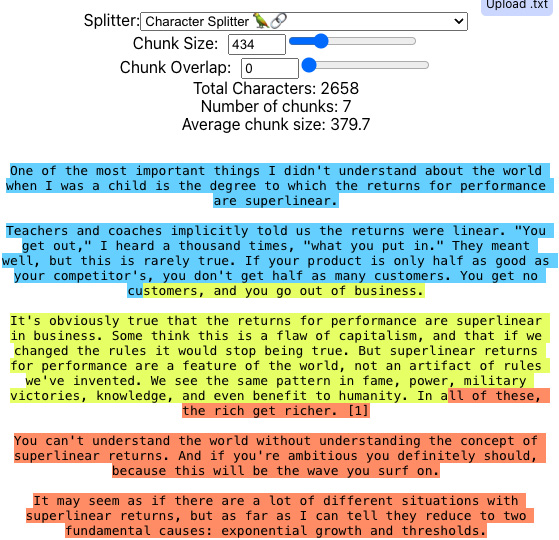 Upload .txt
Splitter: Character Splitter 🦜🔗
Chunk Size: 434
Chunk Overlap: 0
Total Characters: 2658
Number of chunks: 7
Average chunk size: 379.7
One of the most important things I didn't understand about the world
when I was a child is the degree to which the returns for performance
are superlinear.
Teachers and coaches implicitly told us the returns were linear. "You
get out," I heard a thousand times, "what you put in." They meant
well, but this is rarely true. If your product is only half as good as
your competitor's, you don't get half as many customers. You get no
customers, and you go out of business.
It's obviously true that the returns for performance are superlinear
in business. Some think this is a flaw of capitalism, and that if we
changed the rules it would stop being true. But superlinear returns
for performance are a feature of the world, not an artifact of rules
we've invented. We see the same pattern in fame, power, military
victories, knowledge, and even benefit to humanity. In all of these,
the rich get richer. [1]
You can't understand the world without understanding the concept of
superlinear returns. And if you're ambitious you definitely should,
because this will be the wave you surf on.
It may seem as if there are a lot of different situations with
superlinear returns, but as far as I can tell they reduce to two
fundamental causes: exponential growth and thresholds.